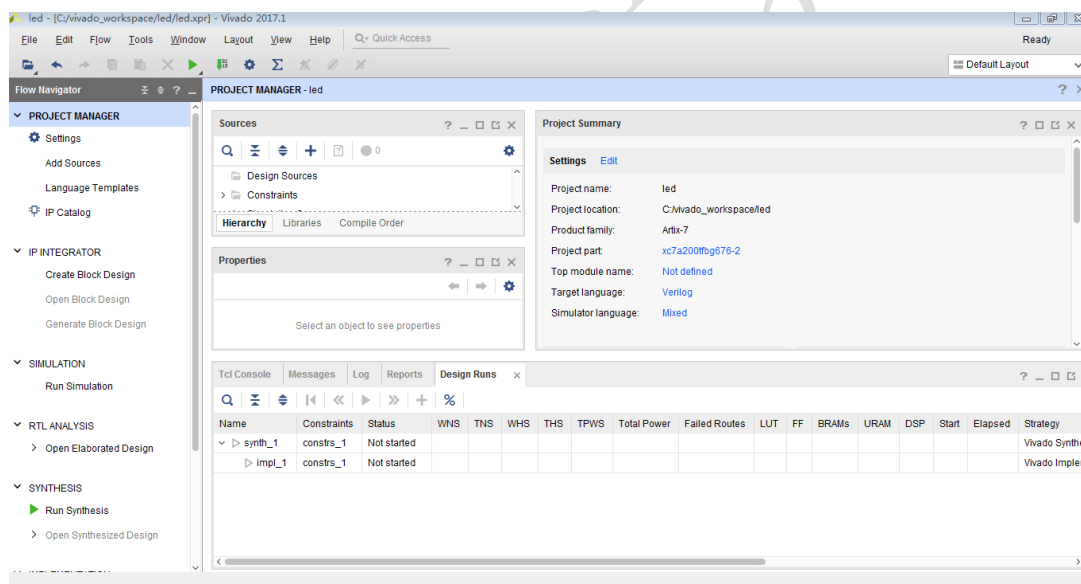 led - [C:/vivado_workspace/led/led.xpr] - Vivado 2017.1
File Edit Flow Tools Window Layout View Help Quick Access Ready
Default Layout
Flow Navigator
PROJECT MANAGER - led
PROJECT MANAGER
Settings
Add Sources
Language Templates
IP Catalog
IP INTEGRATOR
Create Block Design
Open Block Design
Generate Block Design
SIMULATION
Run Simulation
RTL ANALYSIS
Open Elaborated Design
SYNTHESIS
Run Synthesis
Open Synthesized Design
Sources
0
Design Sources
Constraints
Hierarchy Libraries Compile Order
Properties
Select an object to see properties
Project Summary
Settings Edit
Project name: led
Project location: C:/vivado_workspace/led
Product family: Artix-7
Project part: xc7a200tfbg676-2
Top module name: Not defined
Target language: Verilog
Simulator language: Mixed
Tcl Console Messages Log Reports Design Runs
Name Constraints Status WNS TNS WHS THS TPWS Total Power Failed Routes LUT FF BRAMs URAM DSP Start Elapsed Strategy
synth_1 constrs_1 Not started Vivado Synthe
impl_1 constrs_1 Not started Vivado Imple